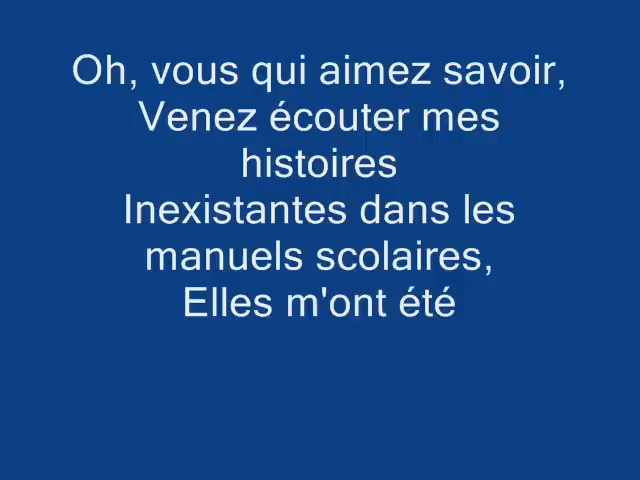 Oh, vous qui aimez savoir,
Venez écouter mes
histoires
Inexistantes dans les
manuels scolaires,
Elles m'ont été